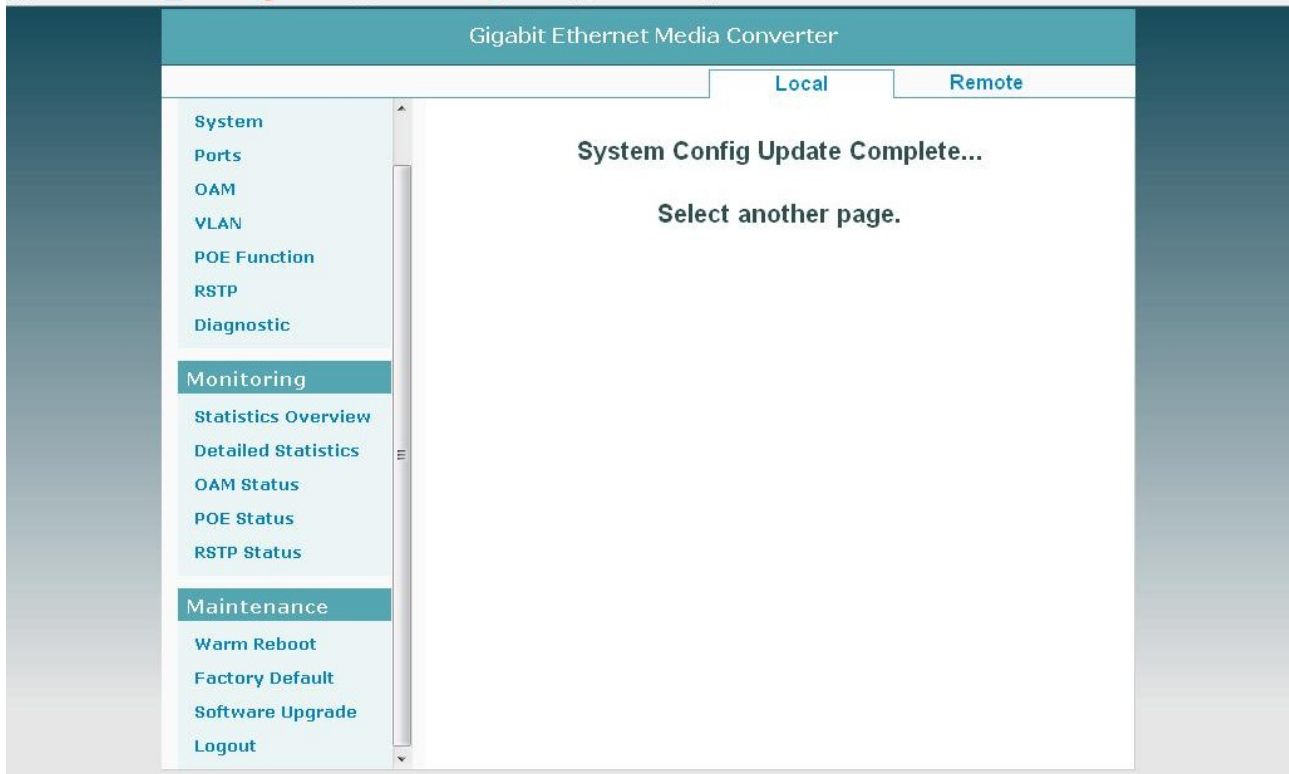 Gigabit Ethernet Media Converter
Local
Remote
System
Ports
OAM
VLAN
POE Function
RSTP
Diagnostic
Monitoring
Statistics Overview
Detailed Statistics
OAM Status
POE Status
RSTP Status
Maintenance
Warm Reboot
Factory Default
Software Upgrade
Logout
System Config Update Complete...
Select another page.